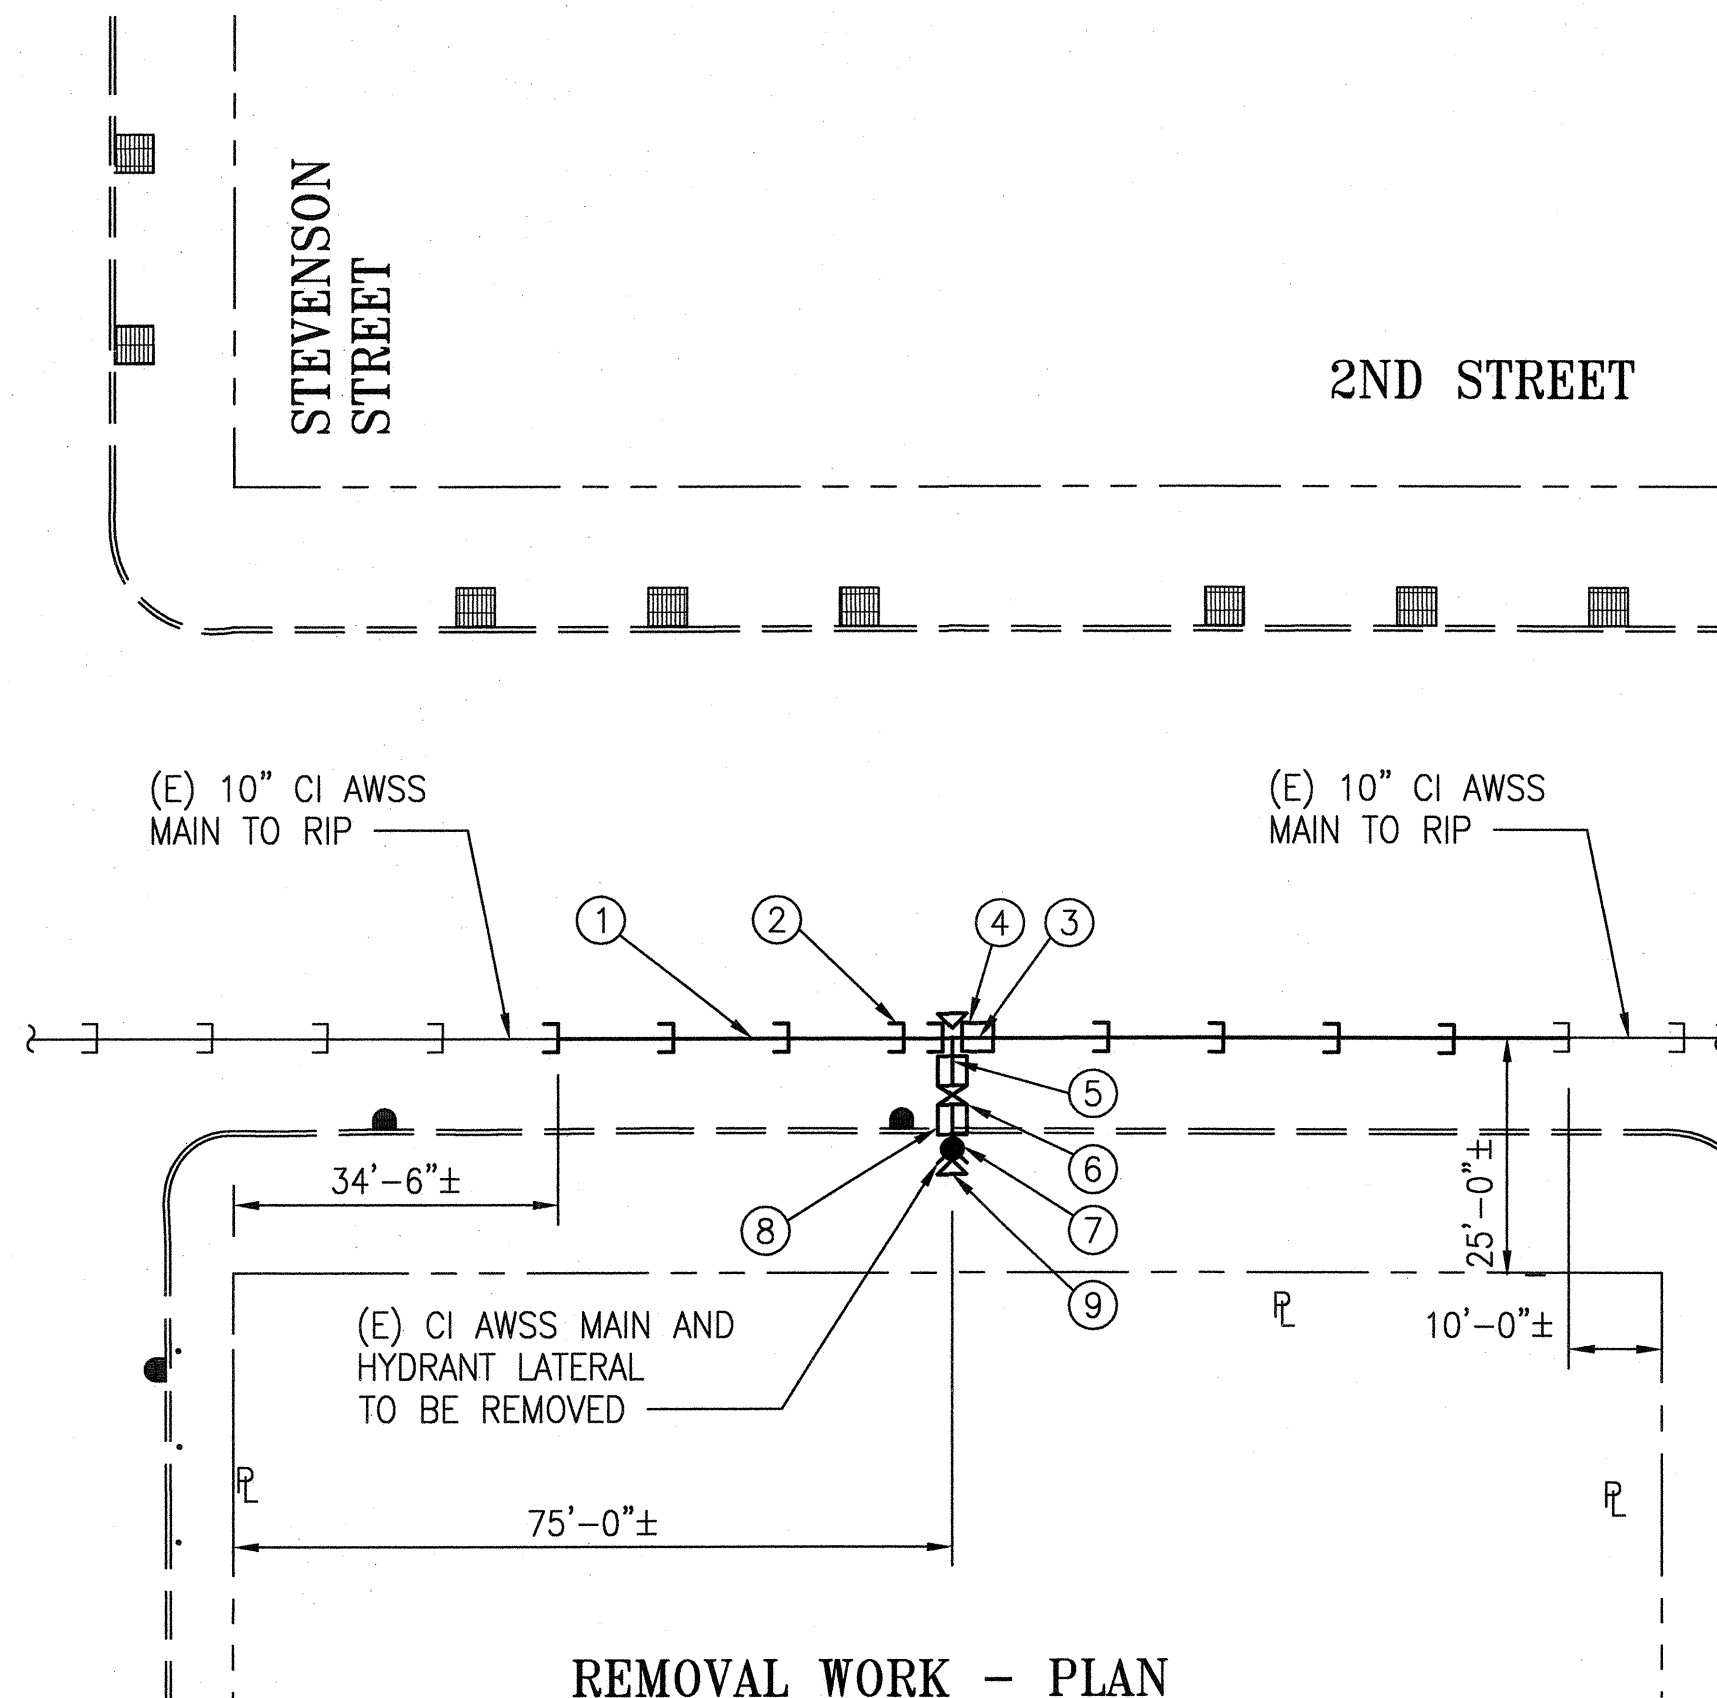 STEVENSON
STREET
2ND STREET
(E) 10" CI AWSS
MAIN TO RIP
(E) 10" CI AWSS
MAIN TO RIP
1
2
4
3
5
6
7
8
9
34'-6"±
25'-0"±
(E) CI AWSS MAIN AND
HYDRANT LATERAL
TO BE REMOVED
PL
10'-0"±
PL
PL
75'-0"±
REMOVAL WORK - PLAN